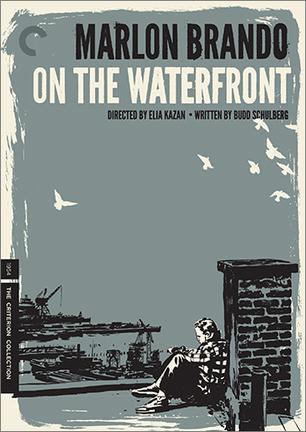 MARLON BRANDO
ON THE WATERFRONT
DIRECTED BY ELIA KAZAN • WRITTEN BY BUDD SCHULBERG
1954
THE CRITERION COLLECTION